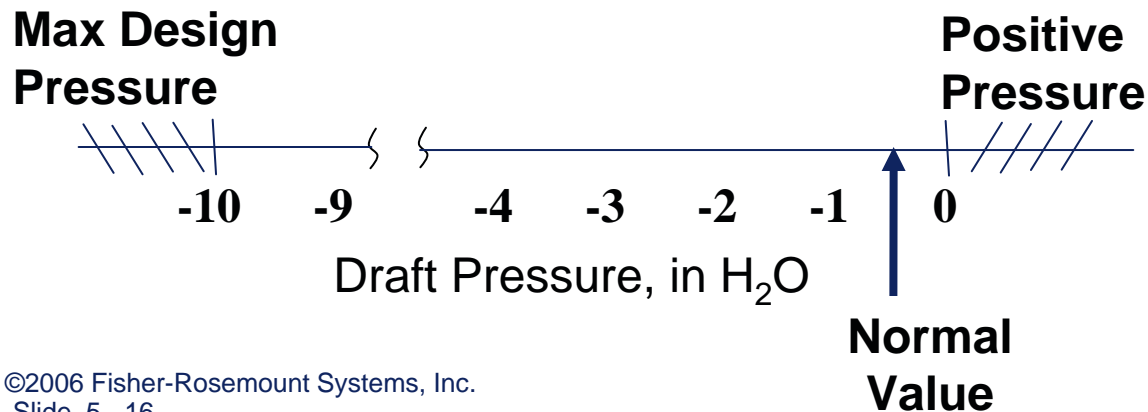 Max Design
Pressure
Positive
Pressure
-10 -9 -4 -3 -2 -1 0
Draft Pressure, in H₂O
Normal
Value
©2006 Fisher-Rosemount Systems, Inc.
Slide 5 - 16